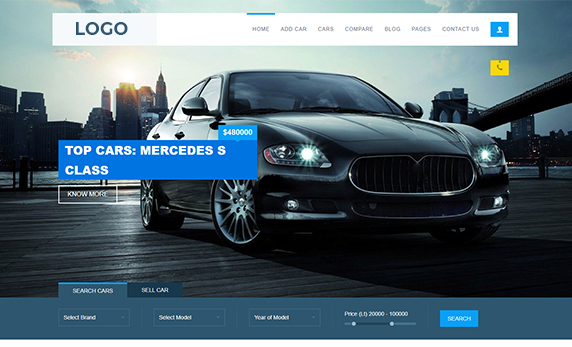 LOGO
HOME ADD CAR CARS COMPARE BLOG PAGES CONTACT US
$480000
TOP CARS: MERCEDES S
CLASS
KNOW MORE
SEARCH CARS SELL CAR
Select Brand Select Model Year of Model Price (Lt) 20000 - 100000 SEARCH